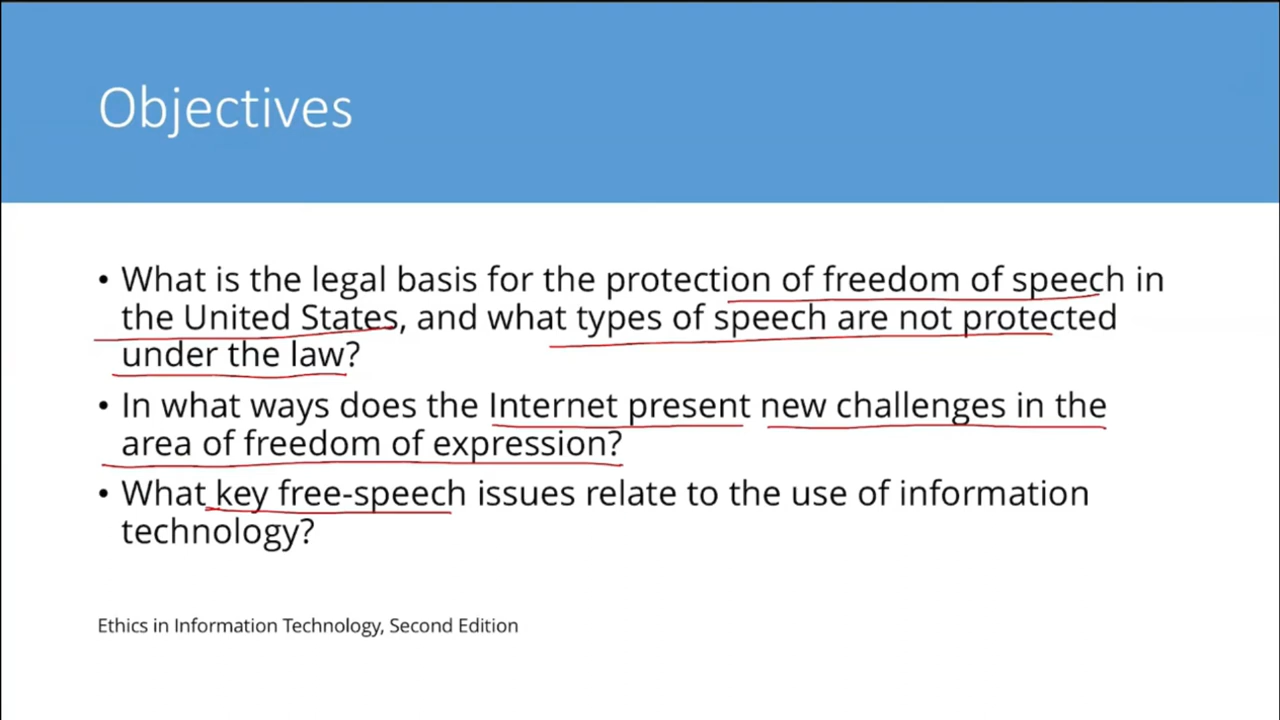 Objectives
• What is the legal basis for the protection of freedom of speech in
the United States, and what types of speech are not protected
under the law?
• In what ways does the Internet present new challenges in the
area of freedom of expression?
• What key free-speech issues relate to the use of information
technology?
Ethics in Information Technology, Second Edition